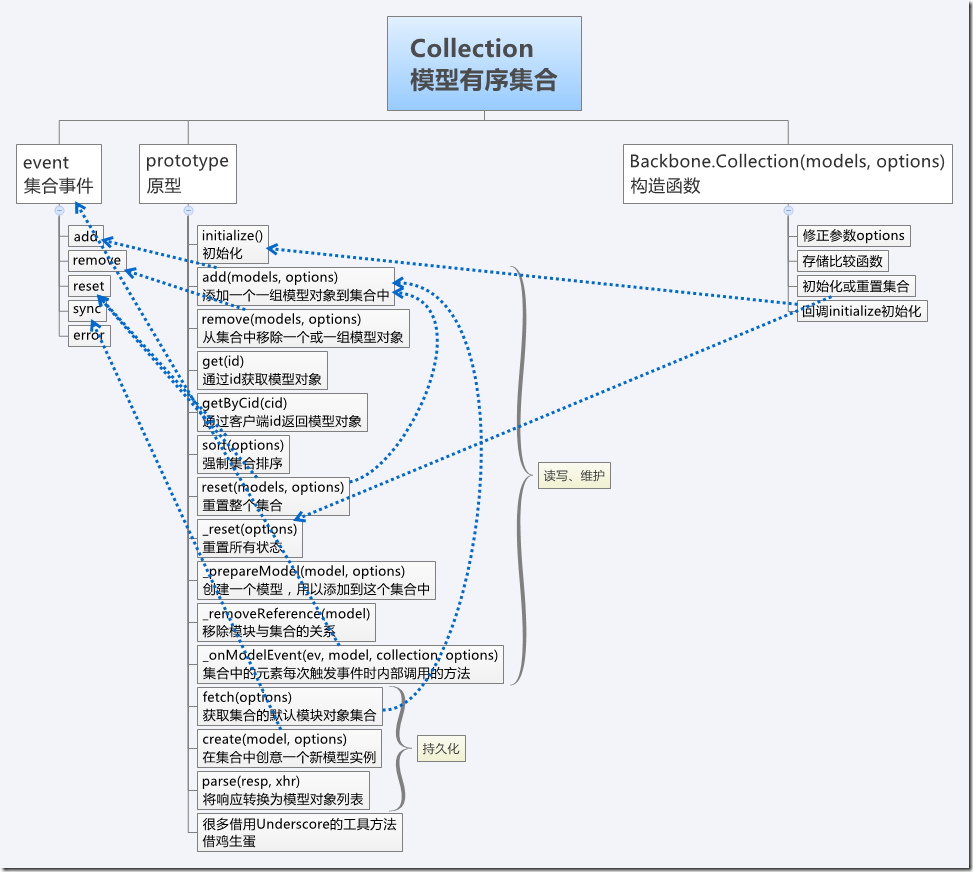 Collection
模型有序集合
event
集合事件
add
remove
reset
sync
error
prototype
原型
initialize()
初始化
add(models, options)
添加一个一组模型对象到集合中
remove(models, options)
从集合中移除一个或一组模型对象
get(id)
通过id获取模型对象
getByCid(cid)
通过客户端id返回模型对象
sort(options)
强制集合排序
reset(models, options)
重置整个集合
_reset(options)
重置所有状态
_prepareModel(model, options)
创建一个模型，用以添加到这个集合中
_removeReference(model)
移除模块与集合的关系
_onModelEvent(ev, model, collection, options)
集合中的元素每次触发事件时内部调用的方法
读写、维护
fetch(options)
获取集合的默认模块对象集合
create(model, options)
在集合中创意一个新模型实例
parse(resp, xhr)
将响应转换为模型对象列表
持久化
很多借用Underscore的工具方法
借鸡生蛋
Backbone.Collection(models, options)
构造函数
修正参数options
存储比较函数
初始化或重置集合
回调initialize初始化